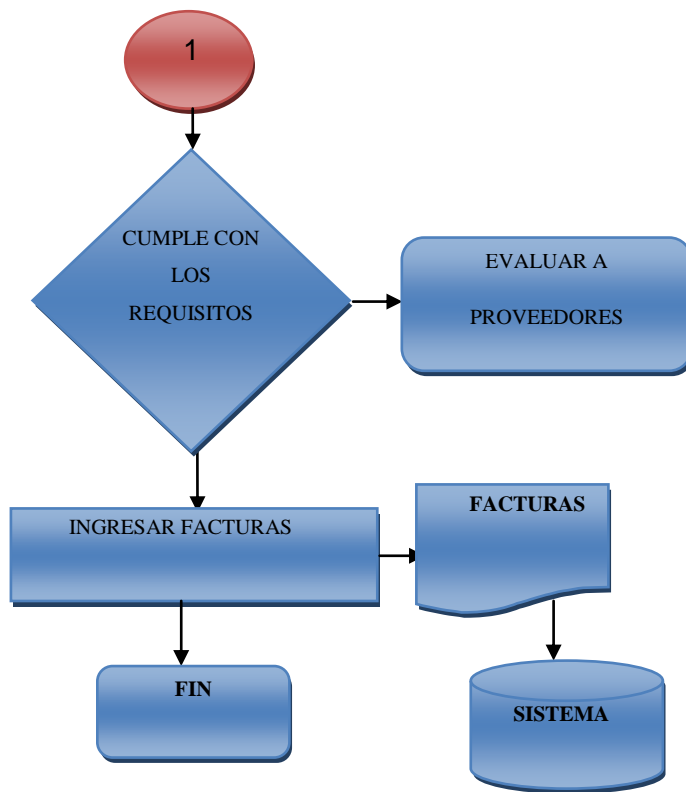 1
CUMPLE CON
LOS
REQUISITOS
EVALUAR A
PROVEEDORES
INGRESAR FACTURAS
FACTURAS
FIN
SISTEMA